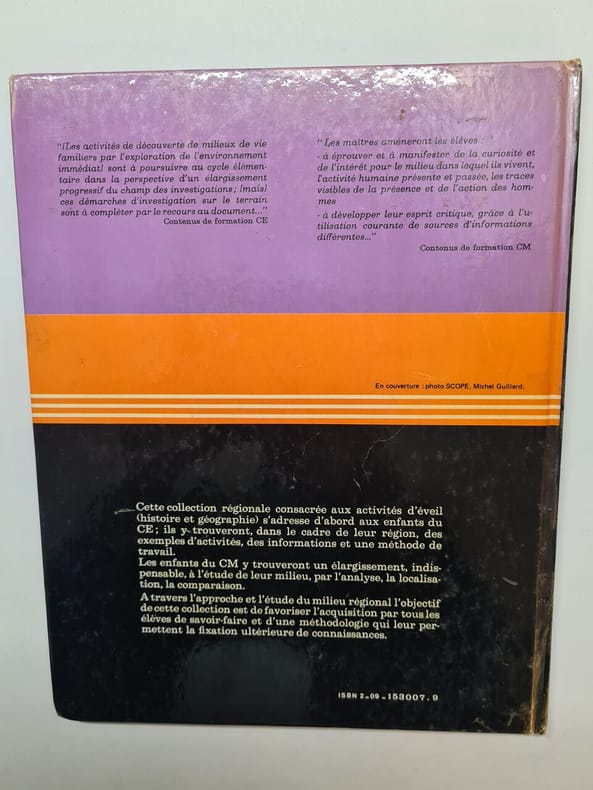 "[Les activités de découverte de milieux de vie
familiers par l'exploration de l'environnement
immédiat] sont à poursuivre au cycle élémen-
taire dans la perspective d'un élargissement
progressif du champ des investigations; (mais)
ces démarches d'investigation sur le terrain
sont à compléter par le recours au document..."
Contenus de formation CE
"Les maîtres amèneront les élèves :
- à éprouver et à manifester de la curiosité et
de l'intérêt pour le milieu dans lequel ils vivent,
l'activité humaine présente et passée, les traces
visibles de la présence et de l'action des hom-
mes
- à développer leur esprit critique, grâce à l'u-
tilisation courante de sources d'informations
différentes..."
Contenus de formation CM
En couverture : photo SCOPE, Michel Guillard.
Cette collection régionale consacrée aux activités d'éveil
(histoire et géographie) s'adresse d'abord aux enfants du
CE; ils y trouveront, dans le cadre de leur région, des
exemples d'activités, des informations et une méthode de
travail.
Les enfants du CM y trouveront un élargissement, indis-
pensable, à l'étude de leur milieu, par l'analyse, la localisa-
tion, la comparaison.
A travers l'approche et l'étude du milieu régional l'objectif
de cette collection est de favoriser l'acquisition par tous les
élèves de savoir-faire et d'une méthodologie qui leur per-
mettent la fixation ultérieure de connaissances.
ISBN 2-09-153007.9